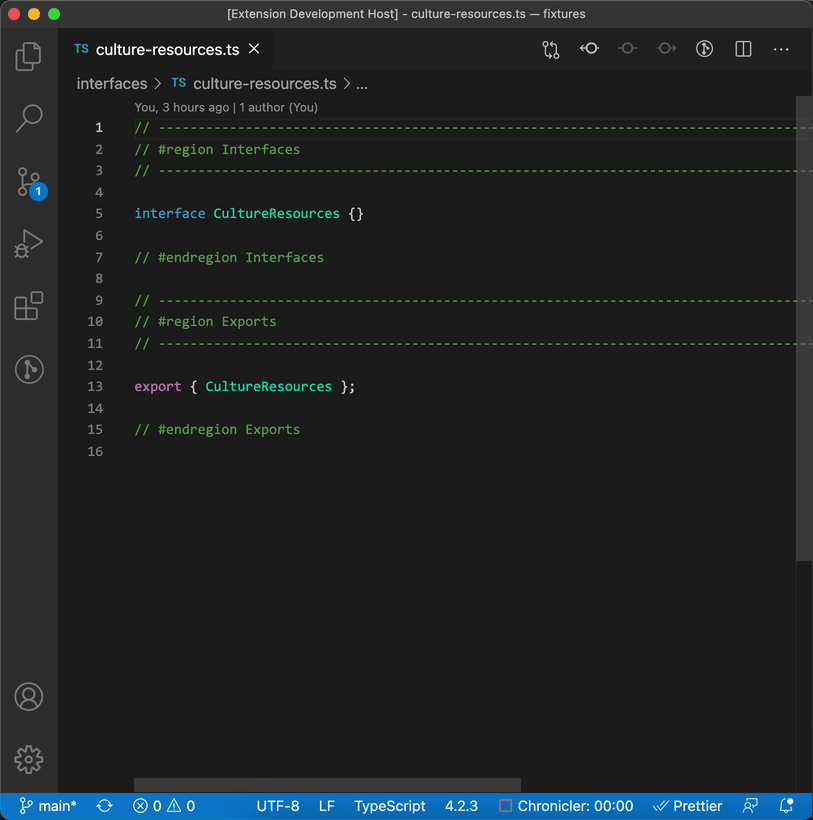 [Extension Development Host] - culture-resources.ts — fixtures
TS culture-resources.ts
interfaces > TS culture-resources.ts > ...
You, 3 hours ago | 1 author (You)
1 // -----------------------------------------------------------------------------------
2 // #region Interfaces
3 // -----------------------------------------------------------------------------------
4
5 interface CultureResources {}
6
7 // #endregion Interfaces
8
9 // -----------------------------------------------------------------------------------
10 // #region Exports
11 // -----------------------------------------------------------------------------------
12
13 export { CultureResources };
14
15 // #endregion Exports
16
1
main* 0 0 UTF-8 LF TypeScript 4.2.3 Chronicler: 00:00 Prettier